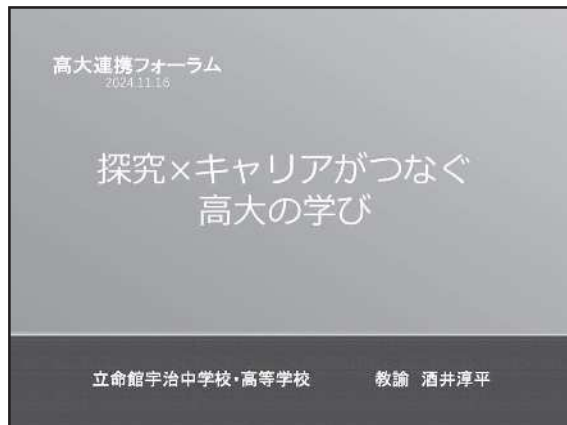 高大連携フォーラム
2024.11.16
探究×キャリアがつなぐ
高大の学び
立命館宇治中学校・高等学校 教諭 酒井淳平